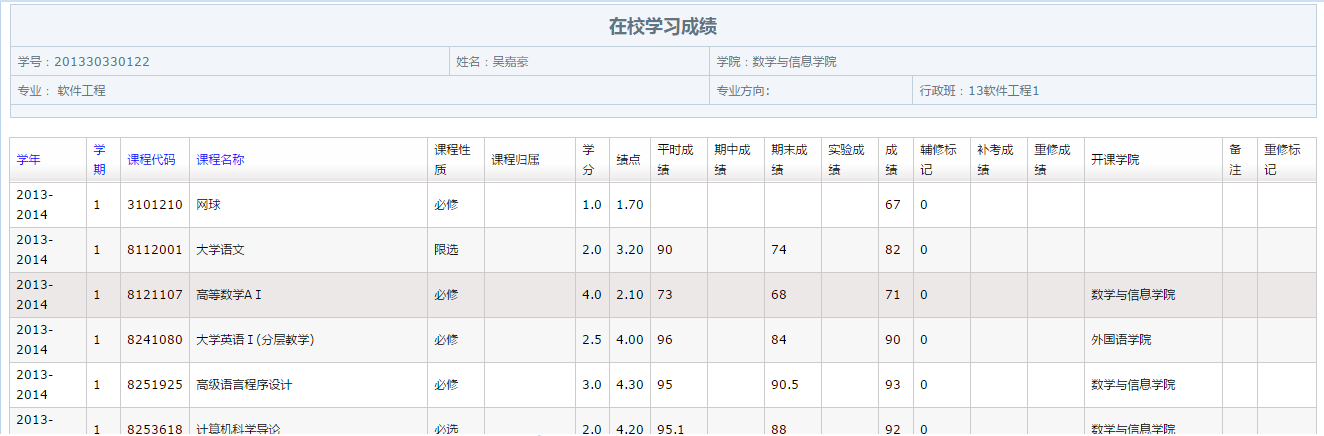 在校学习成绩
学号：201330330122 姓名：吴嘉豪 学院：数学与信息学院
专业： 软件工程 专业方向: 行政班：13软件工程1
学年 学期 课程代码 课程名称 课程性质 课程归属 学分 绩点 平时成绩 期中成绩 期末成绩 实验成绩 成绩 辅修标记 补考成绩 重修成绩 开课学院 备注 重修标记
2013-2014 1 3101210 网球 必修 1.0 1.70 67 0
2013-2014 1 8112001 大学语文 限选 2.0 3.20 90 74 82 0
2013-2014 1 8121107 高等数学AⅠ 必修 4.0 2.10 73 68 71 0 数学与信息学院
2013-2014 1 8241080 大学英语Ⅰ(分层教学) 必修 2.5 4.00 96 84 90 0 外国语学院
2013-2014 1 8251925 高级语言程序设计 必修 3.0 4.30 95 90.5 93 0 数学与信息学院
2013- 1 8253618 计算机科学导论 必选 2.0 4.20 95.1 88 92 0 数学与信息学院